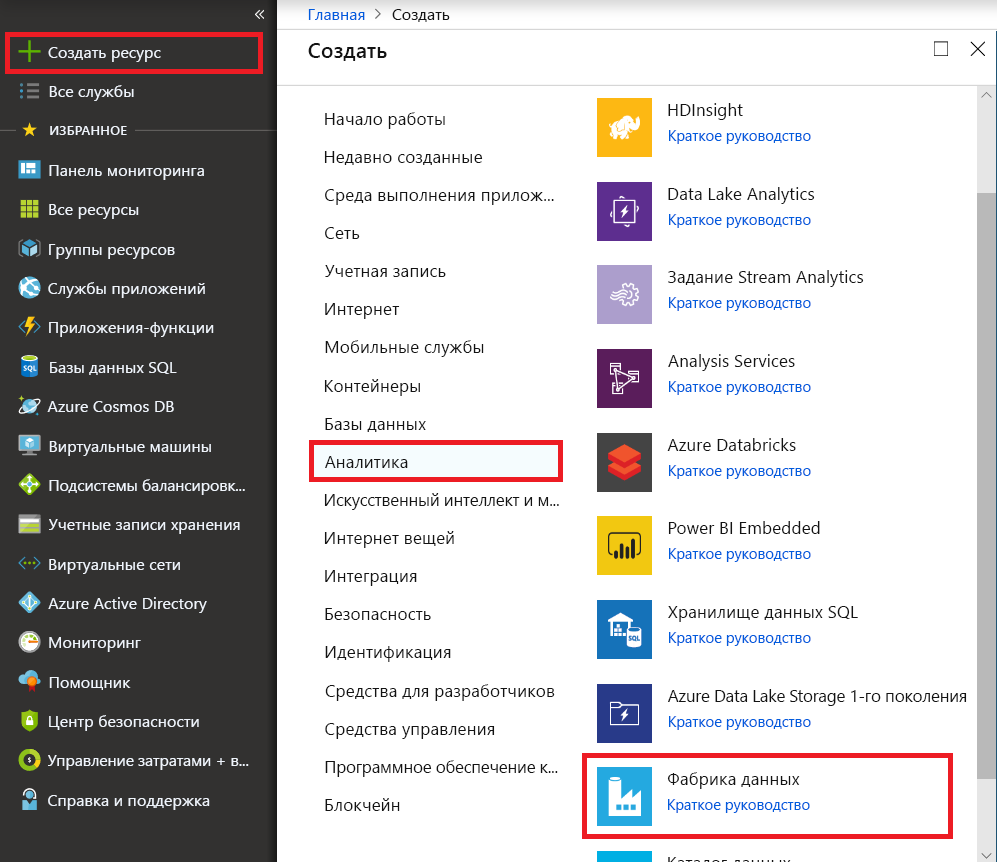 «
Создать ресурс
Все службы
ИЗБРАННОЕ
Панель мониторинга
Все ресурсы
Группы ресурсов
Службы приложений
Приложения-функции
Базы данных SQL
Azure Cosmos DB
Виртуальные машины
Подсистемы балансировк...
Учетные записи хранения
Виртуальные сети
Azure Active Directory
Мониторинг
Помощник
Центр безопасности
Управление затратами + в...
Справка и поддержка
Главная > Создать
Создать
Начало работы
Недавно созданные
Среда выполнения прилож...
Сеть
Учетная запись
Интернет
Мобильные службы
Контейнеры
Базы данных
Аналитика
Искусственный интеллект и м...
Интернет вещей
Интеграция
Безопасность
Идентификация
Средства для разработчиков
Средства управления
Программное обеспечение к...
Блокчейн
HDInsight
Краткое руководство
Data Lake Analytics
Краткое руководство
Задание Stream Analytics
Краткое руководство
Analysis Services
Краткое руководство
Azure Databricks
Краткое руководство
Power BI Embedded
Краткое руководство
Хранилище данных SQL
Краткое руководство
Azure Data Lake Storage 1-го поколения
Краткое руководство
Фабрика данных
Краткое руководство
Каталог данных